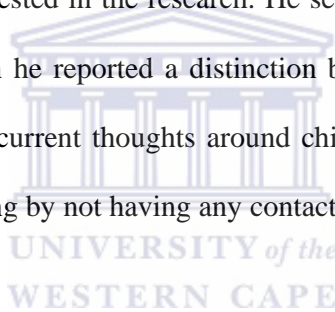 ested in the research. He sc
he reported a distinction b
current thoughts around chi
ng by not having any contact
UNIVERSITY of the
WESTERN CAPE